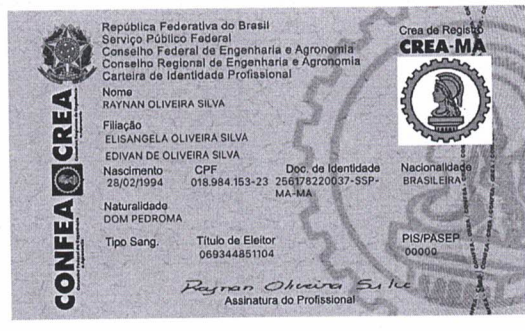 República Federativa do Brasil
Serviço Público Federal
Conselho Federal de Engenharia e Agronomia
Conselho Regional de Engenharia e Agronomia
Carteira de Identidade Profissional
Crea de Registro
CREA-MA
Nome
RAYNAN OLIVEIRA SILVA
Filiação
ELISANGELA OLIVEIRA SILVA
EDIVAN DE OLIVEIRA SILVA
Nascimento CPF Doc. de Identidade Nacionalidade
28/02/1994 018.984.153-23 256178220037-SSP-MA-MA BRASILEIRA
Naturalidade
DOM PEDROMA
Tipo Sang. Título de Eleitor PIS/PASEP
069344851104 00000
Raynan Oliveira Silva
Assinatura do Profissional
CONFEA CREA